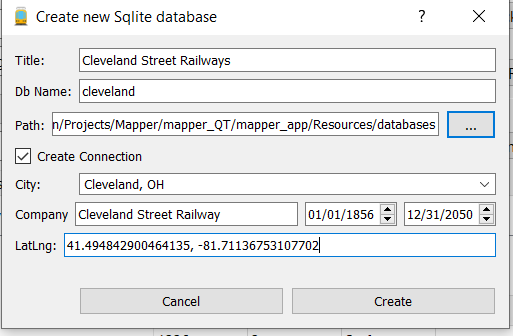 Create new Sqlite database ? X
Title: Cleveland Street Railways
Db Name: cleveland
Path: n/Projects/Mapper/mapper_QT/mapper_app/Resources/databases ...
Create Connection
City: Cleveland, OH
Company Cleveland Street Railway 01/01/1856 12/31/2050
LatLng: 41.494842900464135, -81.71136753107702
Cancel Create